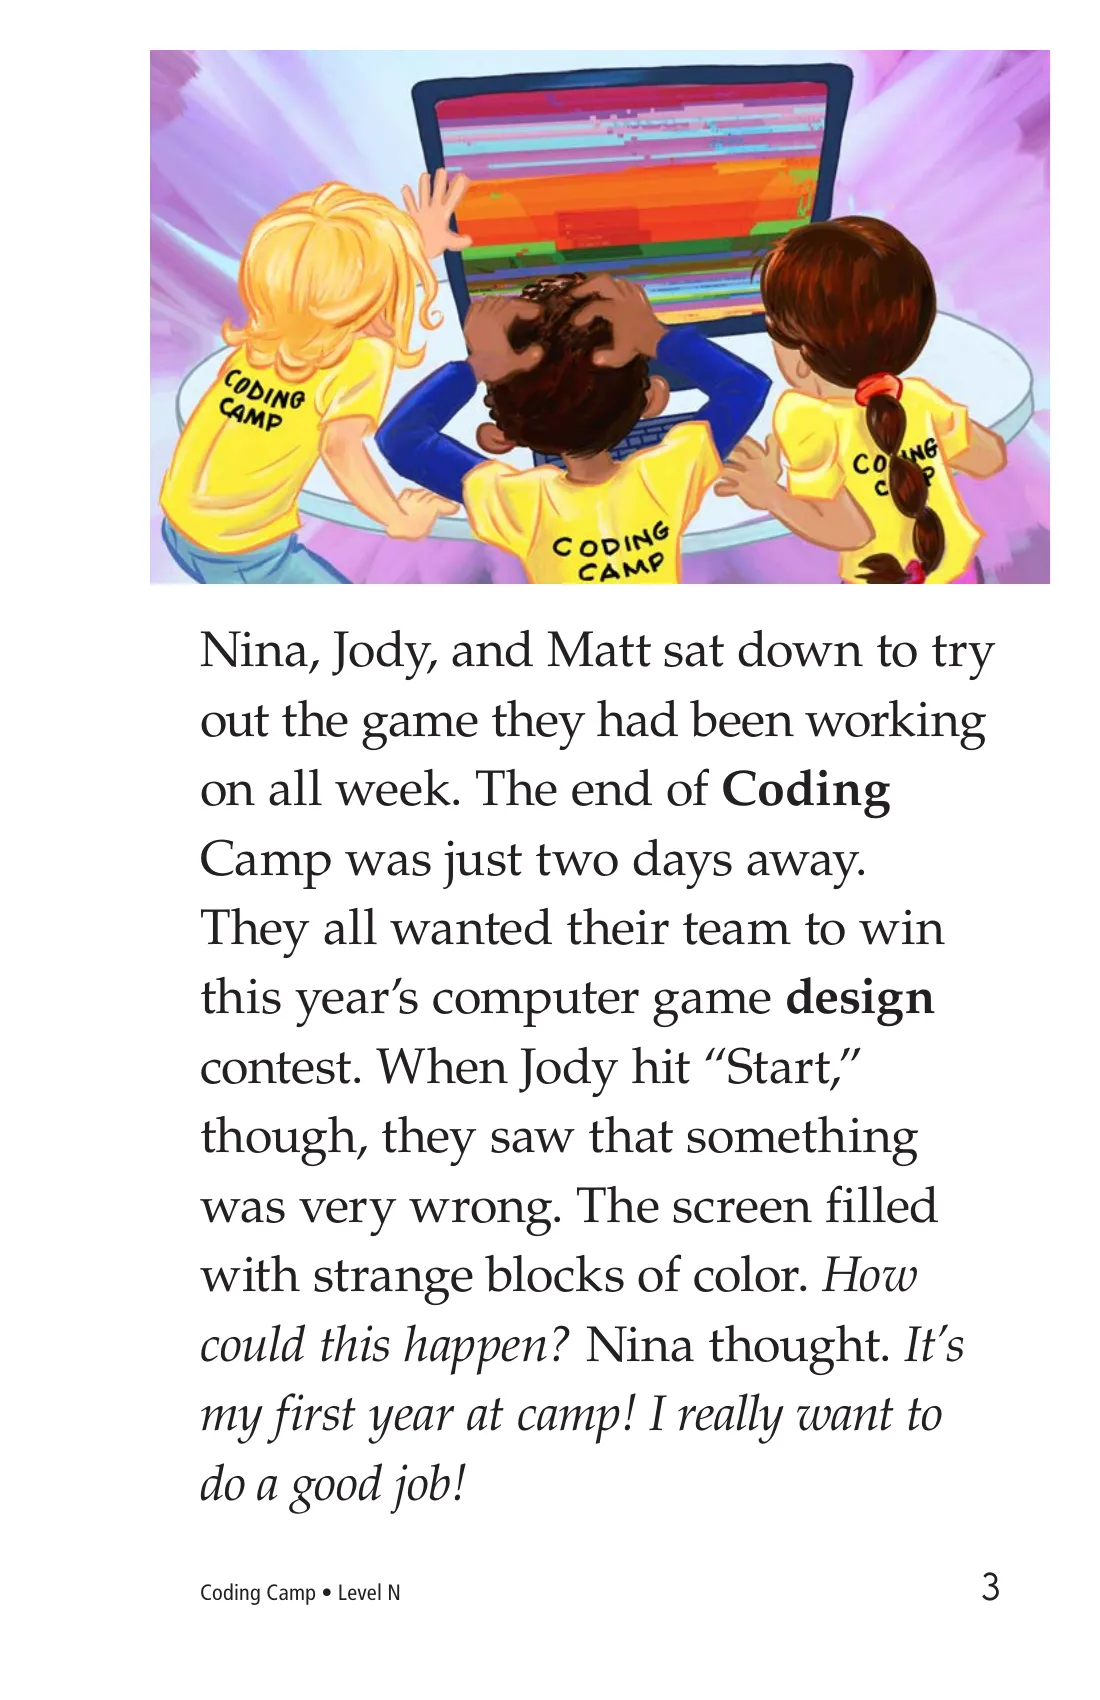 CODING
CAMP
CODING
CAMP
Nina, Jody, and Matt sat down to try
out the game they had been working
on all week. The end of Coding
Camp was just two days away.
They all wanted their team to win
this year’s computer game design
contest. When Jody hit “Start,”
though, they saw that something
was very wrong. The screen filled
with strange blocks of color. How
could this happen? Nina thought. It’s
my first year at camp! I really want to
do a good job!
Coding Camp • Level N
3